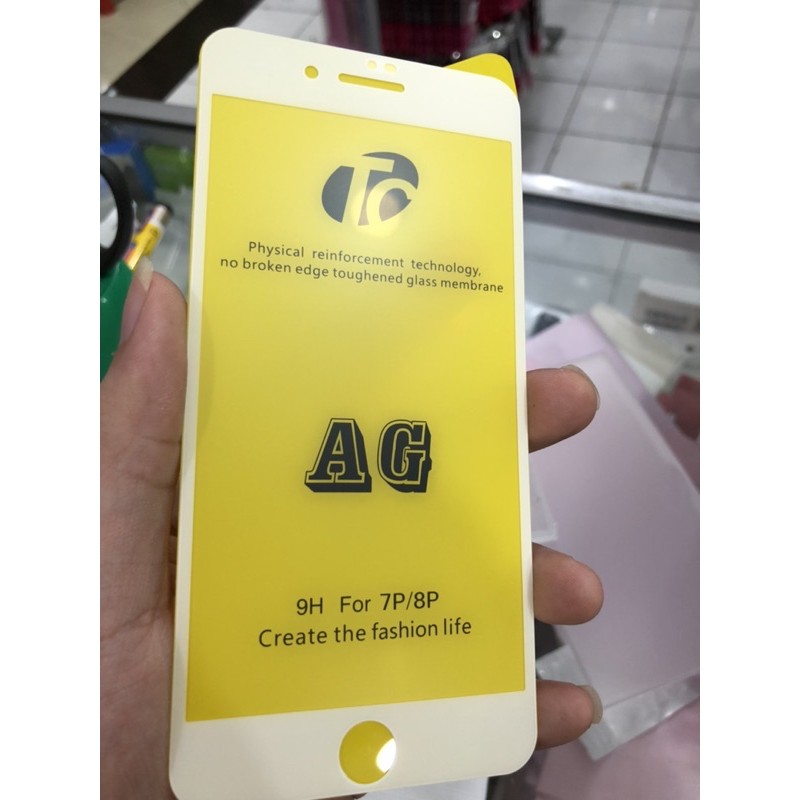 TC
Physical reinforcement technology,
no broken edge toughened glass membrane
AG
9H For 7P/8P
Create the fashion life